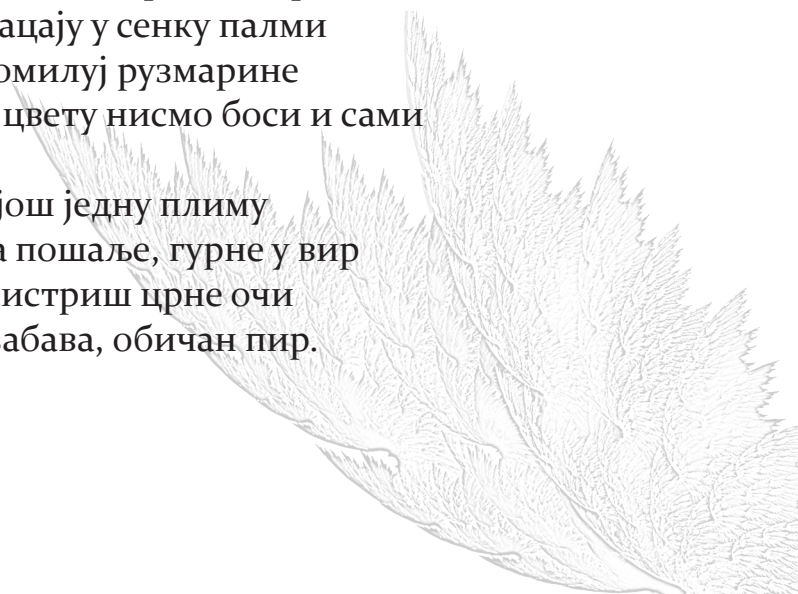 ацају у сенку палми
омилуј рузмарине
цвету нисмо боси и сами
још једну плиму
а пошаље, гурне у вир
истриш црне очи
абава, обичан пир.